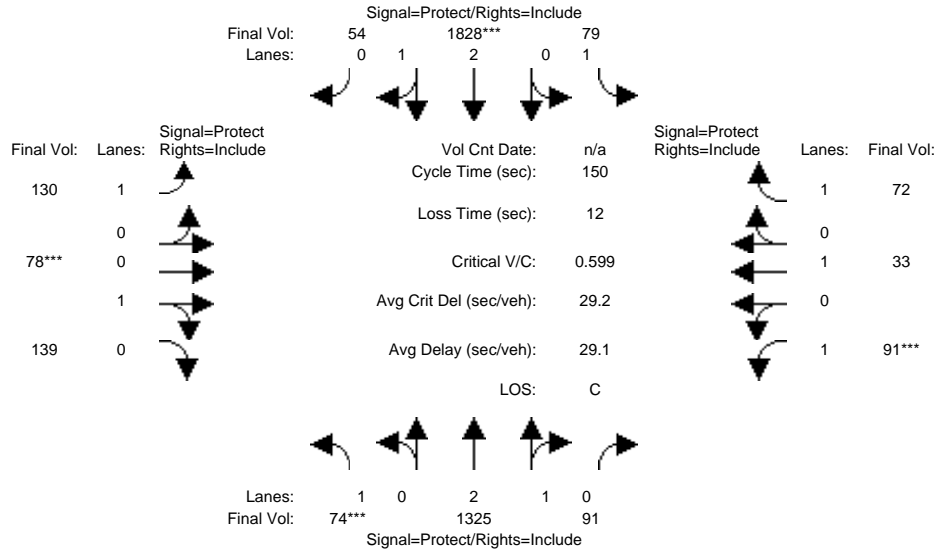 Signal=Protect/Rights=Include
Final Vol: 54 1828*** 79
Lanes: 0 1 2 0 1
Signal=Protect Signal=Protect
Final Vol: Lanes: Rights=Include Vol Cnt Date: n/a Rights=Include Lanes: Final Vol:
Cycle Time (sec): 150
130 1 1 72
Loss Time (sec): 12
0 0
78*** 0 Critical V/C: 0.599 1 33
1 Avg Crit Del (sec/veh): 29.2 0
139 0 Avg Delay (sec/veh): 29.1 1 91***
LOS: C
Lanes: 1 0 2 1 0
Final Vol: 74*** 1325 91
Signal=Protect/Rights=Include